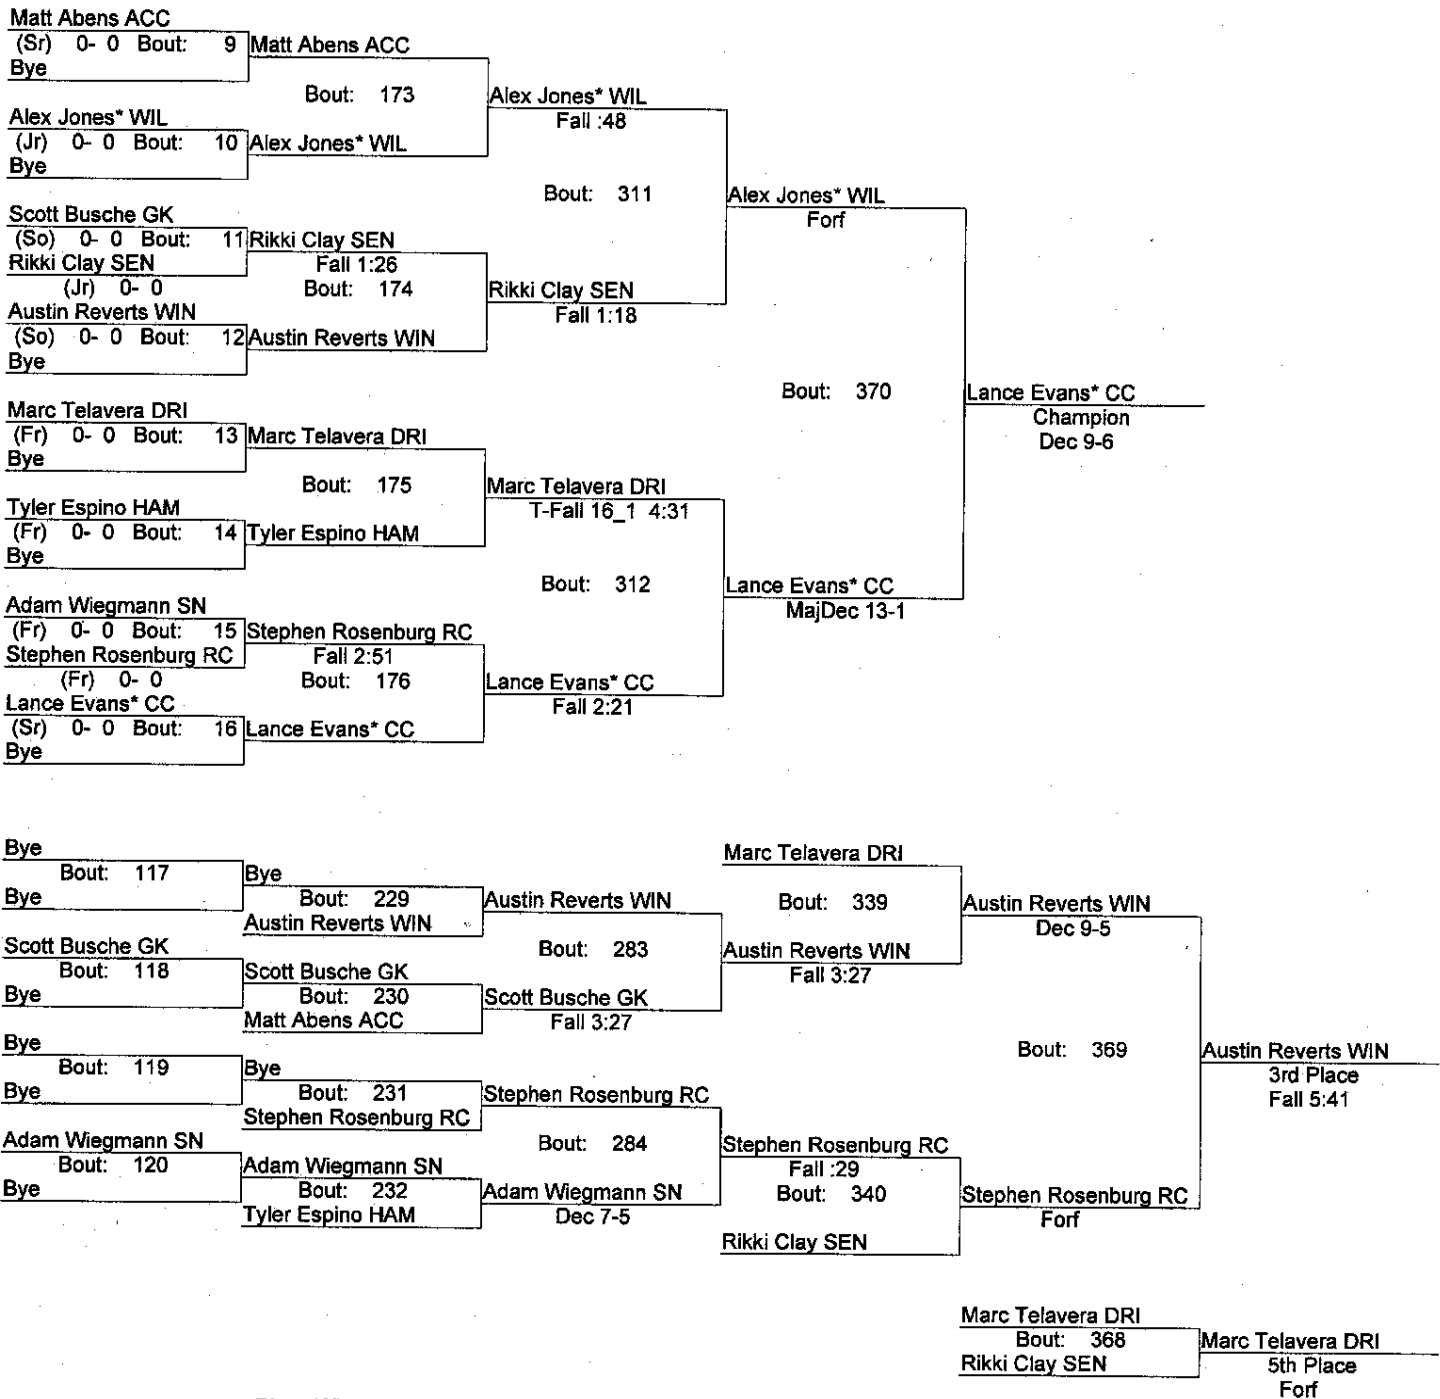 Matt Abens ACC
(Sr) 0- 0 Bout: 9 Matt Abens ACC
Bye
Bout: 173 Alex Jones* WIL
Fall :48
Alex Jones* WIL
(Jr) 0- 0 Bout: 10 Alex Jones* WIL
Bye
Bout: 311 Alex Jones* WIL
Forf
Scott Busche GK
(So) 0- 0 Bout: 11 Rikki Clay SEN
Rikki Clay SEN Fall 1:26
(Jr) 0- 0 Bout: 174 Rikki Clay SEN
Fall 1:18
Austin Reverts WIN
(So) 0- 0 Bout: 12 Austin Reverts WIN
Bye
Bout: 370 Lance Evans* CC
Champion
Dec 9-6
Marc Telavera DRI
(Fr) 0- 0 Bout: 13 Marc Telavera DRI
Bye
Bout: 175 Marc Telavera DRI
T-Fall 16_1 4:31
Tyler Espino HAM
(Fr) 0- 0 Bout: 14 Tyler Espino HAM
Bye
Bout: 312 Lance Evans* CC
MajDec 13-1
Adam Wiegmann SN
(Fr) 0- 0 Bout: 15 Stephen Rosenburg RC
Stephen Rosenburg RC Fall 2:51
(Fr) 0- 0 Bout: 176 Lance Evans* CC
Fall 2:21
Lance Evans* CC
(Sr) 0- 0 Bout: 16 Lance Evans* CC
Bye
Bye Marc Telavera DRI
Bout: 117 Bye
Bye Bout: 229 Austin Reverts WIN Bout: 339 Austin Reverts WIN
Austin Reverts WIN Dec 9-5
Scott Busche GK Bout: 283 Austin Reverts WIN
Bout: 118 Scott Busche GK Fall 3:27
Bye Bout: 230 Scott Busche GK
Matt Abens ACC Fall 3:27
Bye Bout: 369 Austin Reverts WIN
Bout: 119 Bye 3rd Place
Bye Bout: 231 Stephen Rosenburg RC Fall 5:41
Stephen Rosenburg RC
Adam Wiegmann SN Bout: 284 Stephen Rosenburg RC
Bout: 120 Adam Wiegmann SN Fall :29
Bye Bout: 232 Adam Wiegmann SN Bout: 340 Stephen Rosenburg RC
Tyler Espino HAM Dec 7-5 Forf
Rikki Clay SEN
Marc Telavera DRI
Bout: 368 Marc Telavera DRI
Rikki Clay SEN 5th Place
Forf